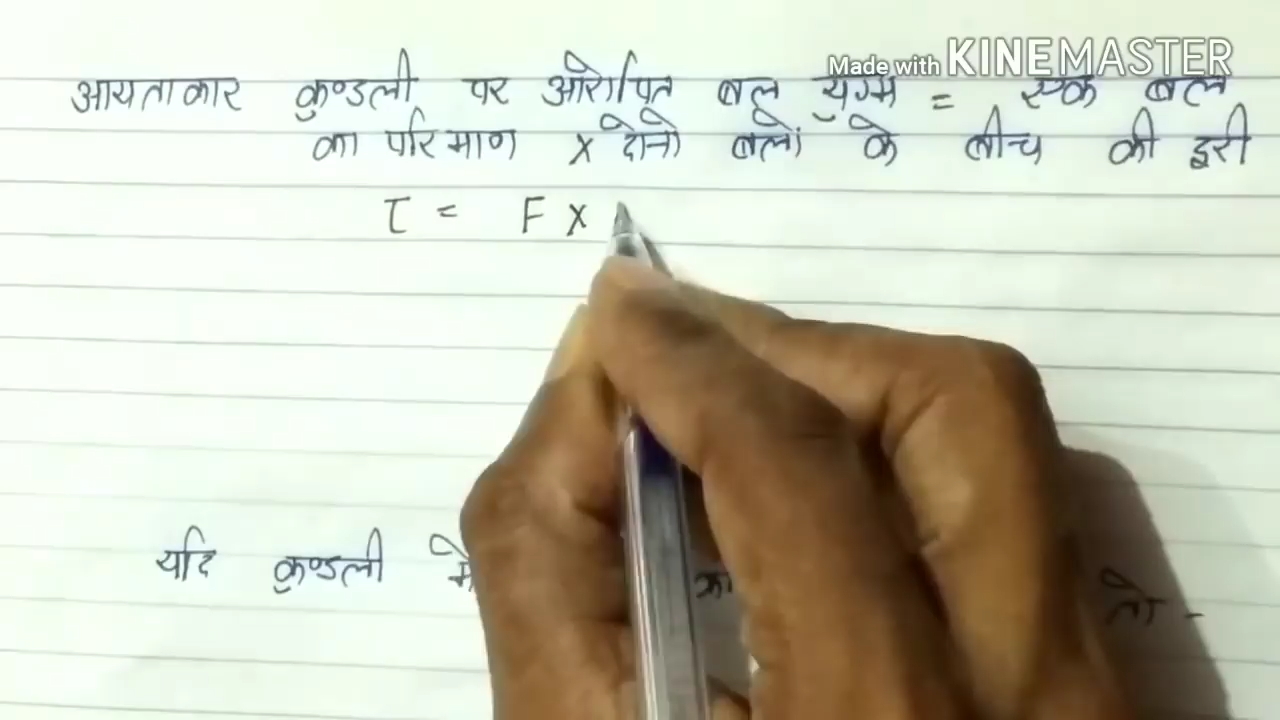 Made with KINEMASTER
आयताकार कुण्डली पर आरोपित बल युग्म = एक बल
का परिमाण x दोनो बलों के बीच की दूरी
τ = F x
यदि कुण्डली में तो -